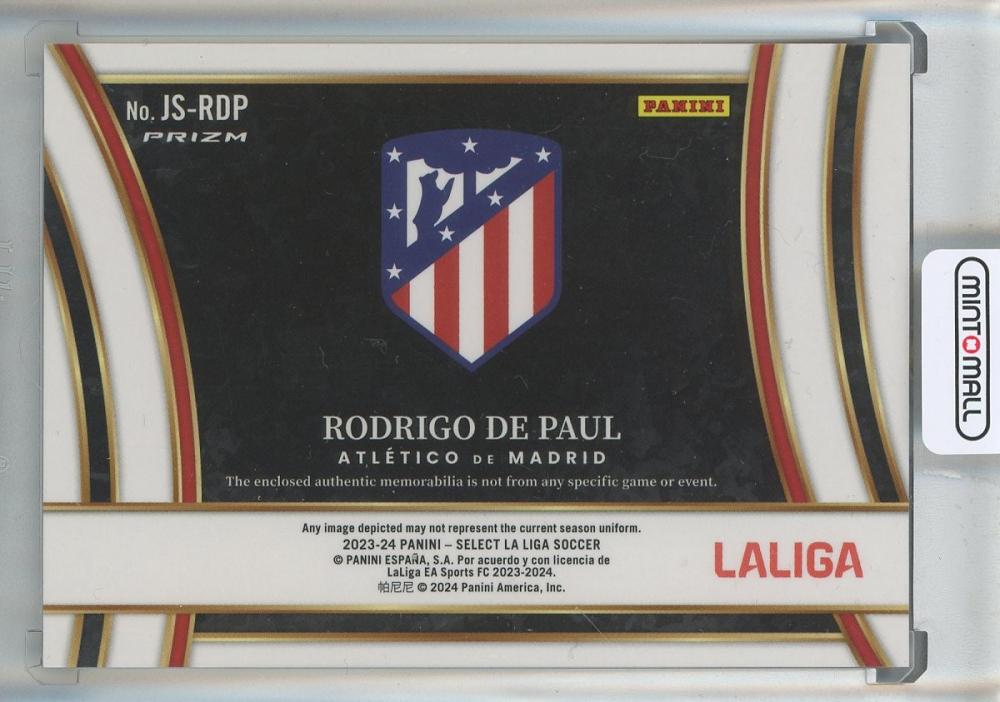 No. JS-RDP
PRIZM
PANINI
MINT MALL
RODRIGO DE PAUL
ATLÉTICO DE MADRID
The enclosed authentic memorabilia is not from any specific game or event.
Any image depicted may not represent the current season uniform.
2023-24 PANINI – SELECT LA LIGA SOCCER
© PANINI ESPAÑA, S.A. Por acuerdo y con licencia de
LaLiga EA Sports FC 2023-2024.
帕尼尼 © 2024 Panini America, Inc.
LALIGA